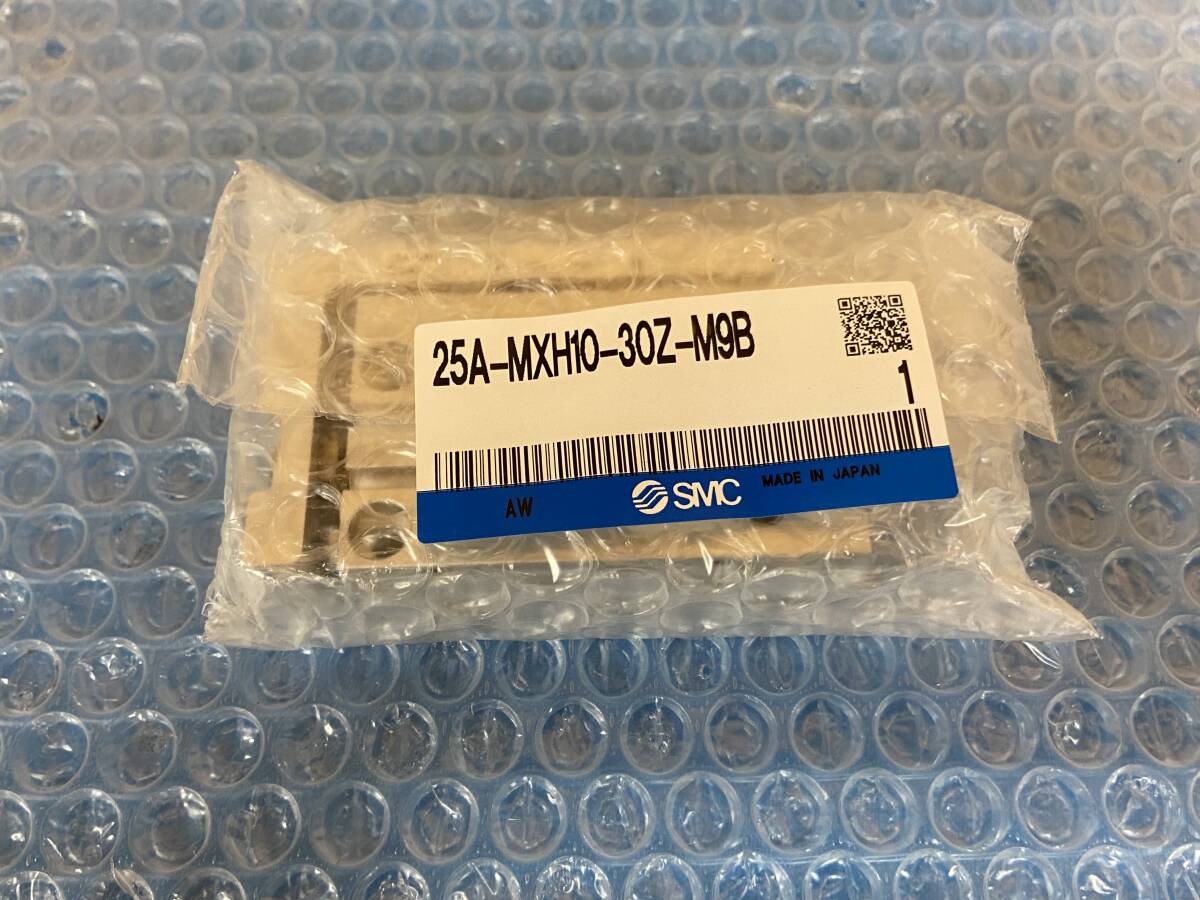 25A-MXH10-30Z-M9B
1
AW SMC MADE IN JAPAN